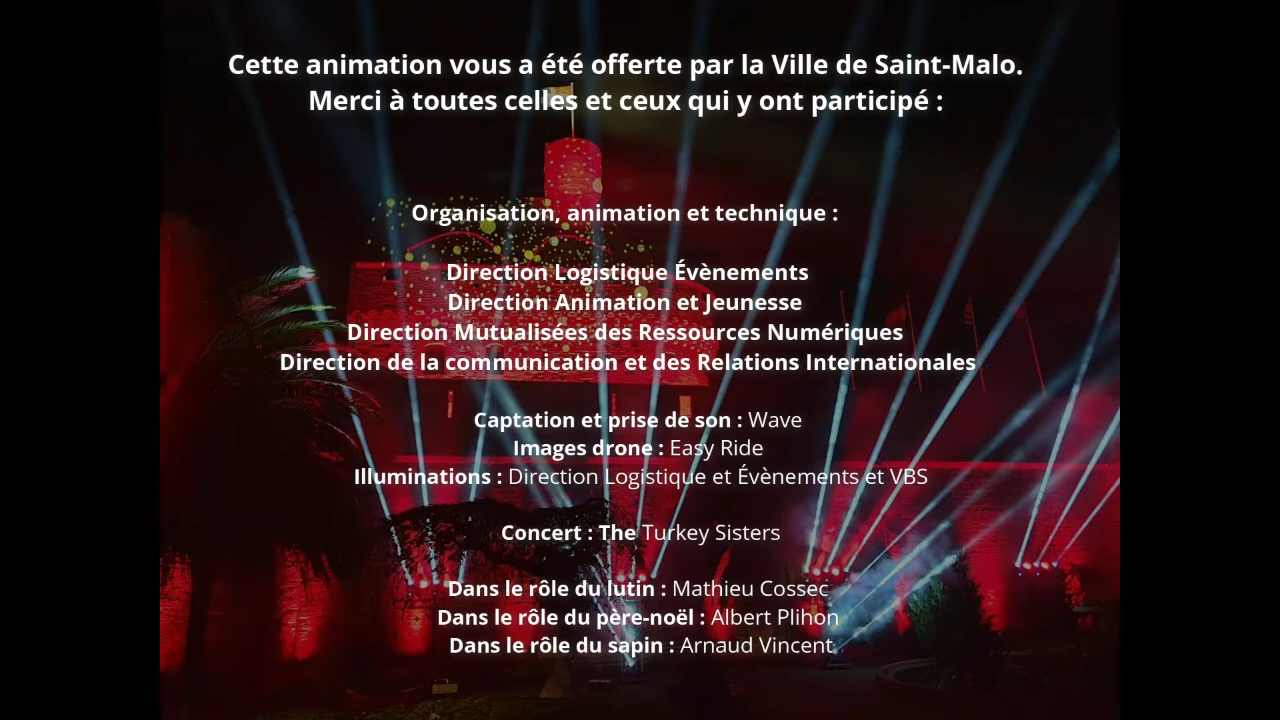 Cette animation vous a été offerte par la Ville de Saint-Malo.
Merci à toutes celles et ceux qui y ont participé :
Organisation, animation et technique :
Direction Logistique Évènements
Direction Animation et Jeunesse
Direction Mutualisées des Ressources Numériques
Direction de la communication et des Relations Internationales
Captation et prise de son : Wave
Images drone : Easy Ride
Illuminations : Direction Logistique et Évènements et VBS
Concert : The Turkey Sisters
Dans le rôle du lutin : Mathieu Cossec
Dans le rôle du père-noël : Albert Plihon
Dans le rôle du sapin : Arnaud Vincent